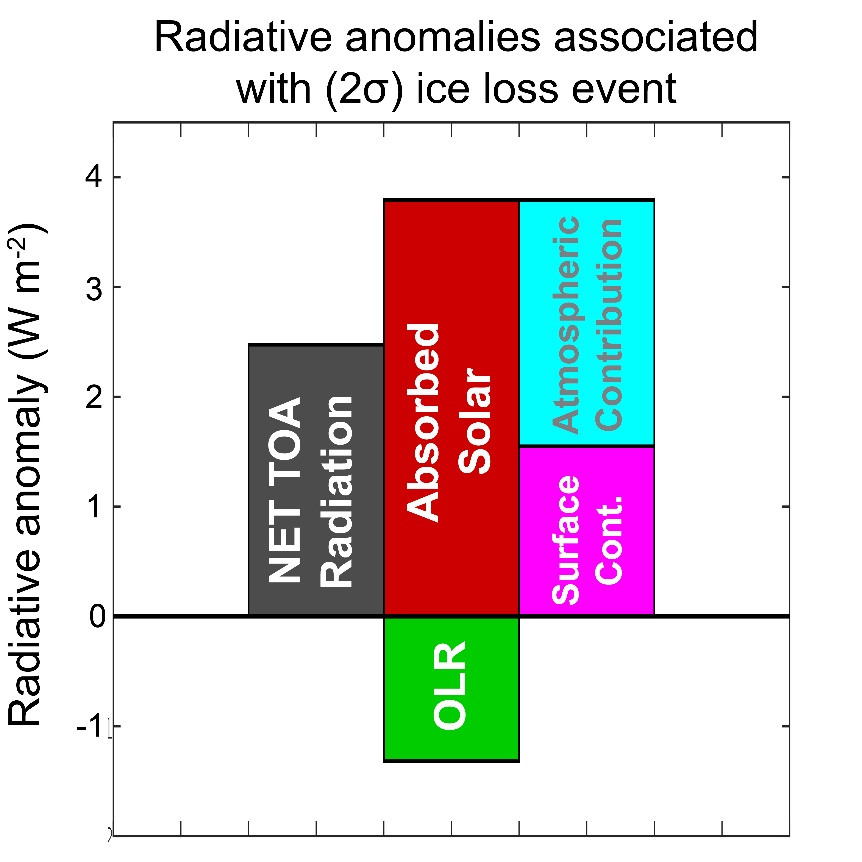 Radiative anomalies associated
with (2σ) ice loss event
Radiative anomaly (W m-2)
4
3
2
1
0
-1
NET TOA
Radiation
Absorbed
Solar
Atmospheric
Contribution
Surface
Cont.
OLR